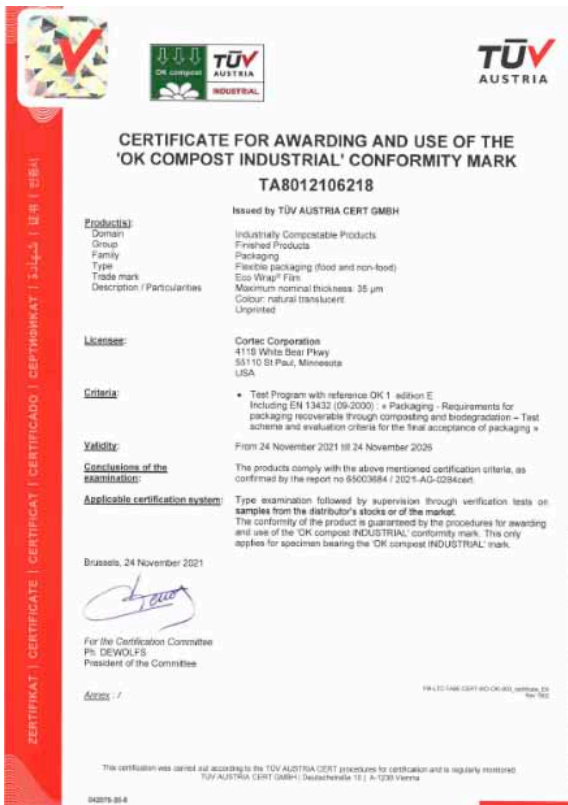 OK compost
TÜV
AUSTRIA
INDUSTRIAL
TÜV
AUSTRIA
CERTIFICATE FOR AWARDING AND USE OF THE
'OK COMPOST INDUSTRIAL' CONFORMITY MARK
TA8012106218
Issued by TÜV AUSTRIA CERT GMBH
Product(s):
Domain Industrially Compostable Products
Group Finished Products
Family Packaging
Type Flexible packaging (food and non-food)
Trade mark Eco Wrap® Film
Description / Particularities Maximum nominal thickness: 35 µm
Colour: natural translucent
Unprinted
Licensee: Cortec Corporation
4118 White Bear Pkwy
55110 St Paul, Minnesota
USA
Criteria: • Test Program with reference OK 1 edition E
Including EN 13432 (09-2000) : « Packaging - Requirements for
packaging recoverable through composting and biodegradation – Test
scheme and evaluation criteria for the final acceptance of packaging »
Validity: From 24 November 2021 till 24 November 2026
Conclusions of the The products comply with the above mentioned certification criteria, as
examination: confirmed by the report no 65003684 / 2021-AG-0284cert.
Applicable certification system: Type examination followed by supervision through verification tests on
samples from the distributor's stocks or of the market.
The conformity of the product is guaranteed by the procedures for awarding
and use of the 'OK compost INDUSTRIAL' conformity mark. This only
applies for specimen bearing the 'OK compost INDUSTRIAL' mark.
Brussels, 24 November 2021
For the Certification Committee
Ph. DEWOLFS
President of the Committee
Annex : /
This certification was carried out according to the TÜV AUSTRIA CERT procedures for certification and is regularly monitored
TÜV AUSTRIA CERT GMBH | Deutschstraße 10 | A-1230 Vienna
ZERTIFIKAT | CERTIFICATE | CERTIFICAT | CERTIFICADO | СЕРТИФИКАТ | شهادة | 证书 | 인증서